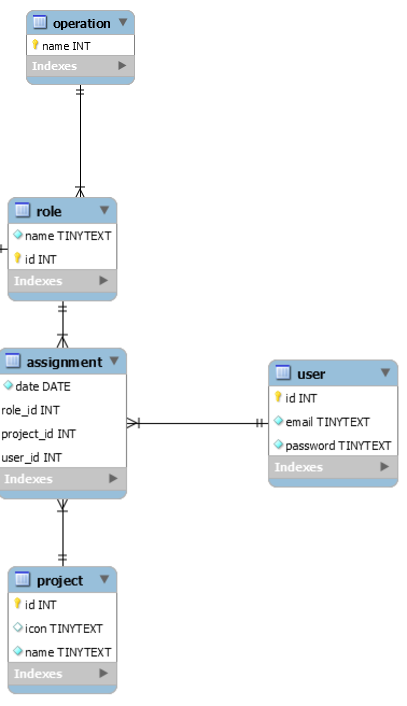 operation
name INT
Indexes
role
name TINYTEXT
id INT
Indexes
assignment
date DATE
role_id INT
project_id INT
user_id INT
Indexes
user
id INT
email TINYTEXT
password TINYTEXT
Indexes
project
id INT
icon TINYTEXT
name TINYTEXT
Indexes